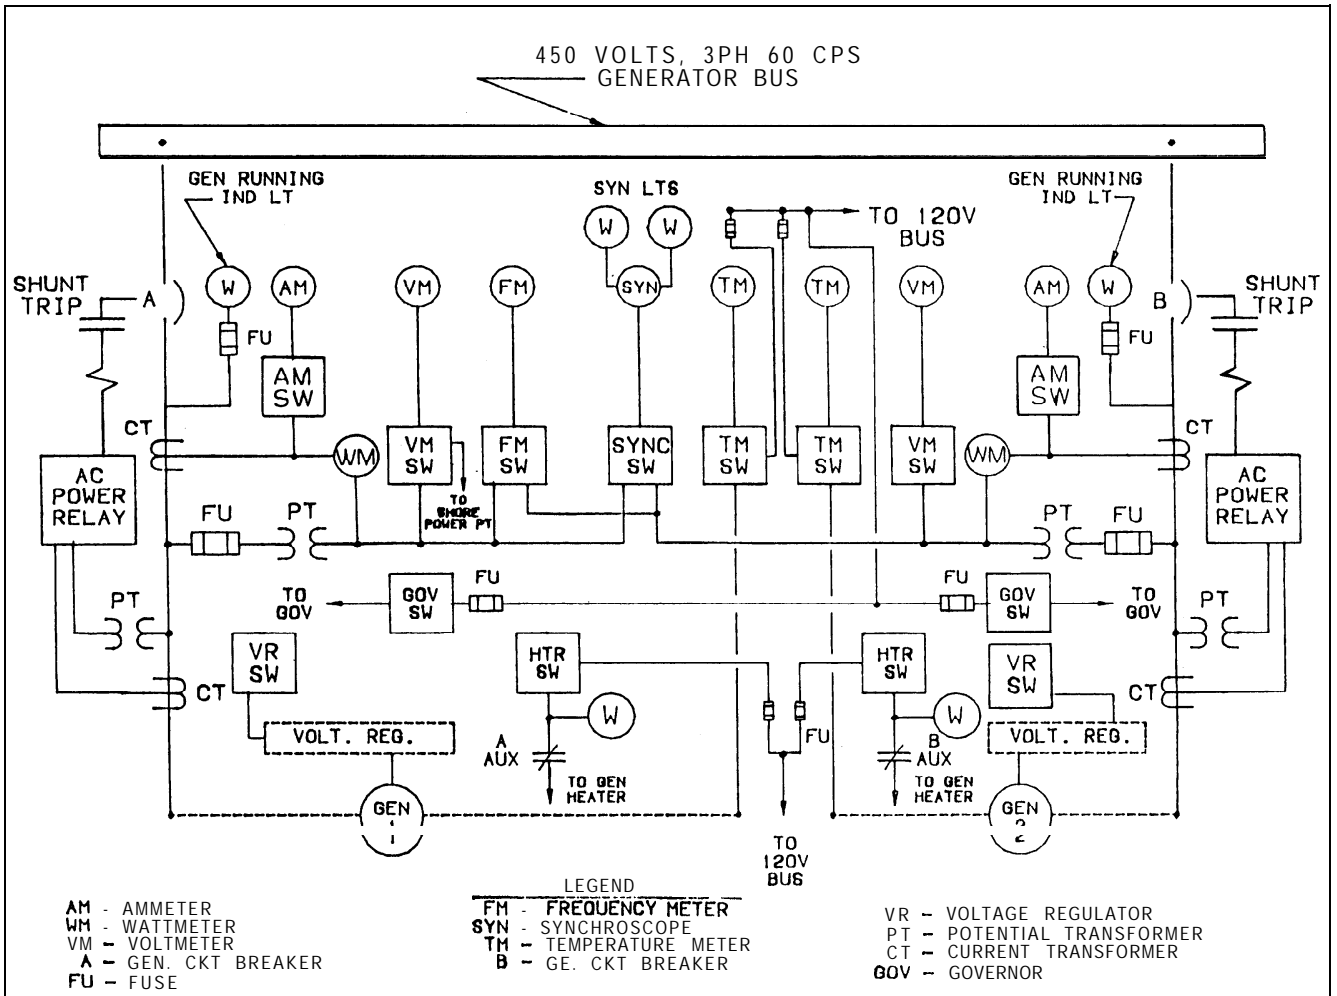 450 VOLTS, 3PH 60 CPS
GENERATOR BUS
GEN RUNNING
IND LT
SYN LTS
GEN RUNNING
IND LT
TO 120V
BUS
W
W
SHUNT
TRIP
A
W
AM
VM
FM
SYN
TM
TM
VM
AM
W
B
SHUNT
TRIP
FU
FU
AM
SW
AM
SW
CT
CT
VM
SW
FM
SW
SYNC
SW
TM
SW
TM
SW
VM
SW
WM
WM
AC
POWER
RELAY
AC
POWER
RELAY
TO
SHORE
POWER PT
FU
PT
PT
FU
TO
GOV
GOV
SW
FU
FU
GOV
SW
TO
GOV
PT
PT
VR
SW
HTR
SW
HTR
SW
VR
SW
CT
CT
W
W
VOLT. REG.
A
AUX
FU
B
AUX
VOLT. REG.
TO GEN
HEATER
TO GEN
HEATER
GEN
1
GEN
2
TO
120V
BUS
LEGEND
AM - AMMETER
WM - WATTMETER
VM - VOLTMETER
A - GEN. CKT BREAKER
FU - FUSE
FM - FREQUENCY METER
SYN - SYNCHROSCOPE
TM - TEMPERATURE METER
B - GE. CKT BREAKER
VR - VOLTAGE REGULATOR
PT - POTENTIAL TRANSFORMER
CT - CURRENT TRANSFORMER
GOV - GOVERNOR